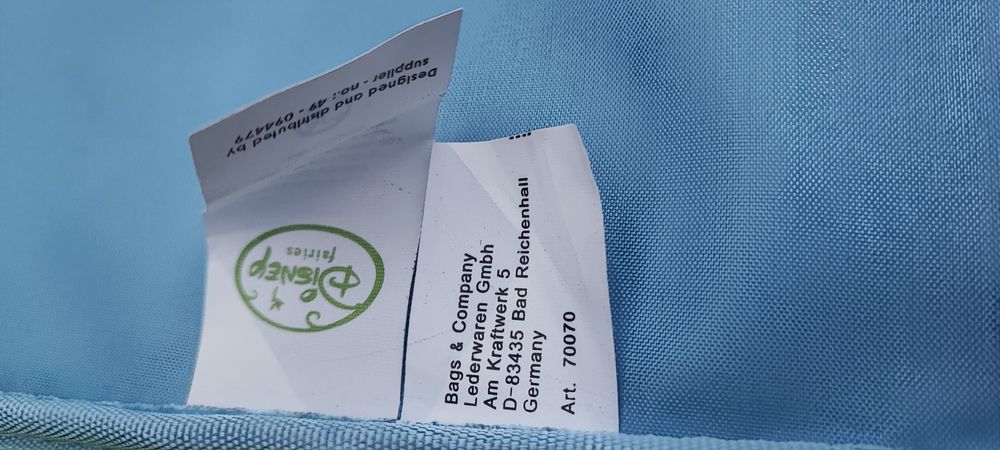 Designed and distributed by
supplier - no.: 49 - 094479
Disney
fairies
Bags & Company
Lederwaren Gmbh
Am Kraftwerk 5
D-83435 Bad Reichenhall
Germany
Art. 70070